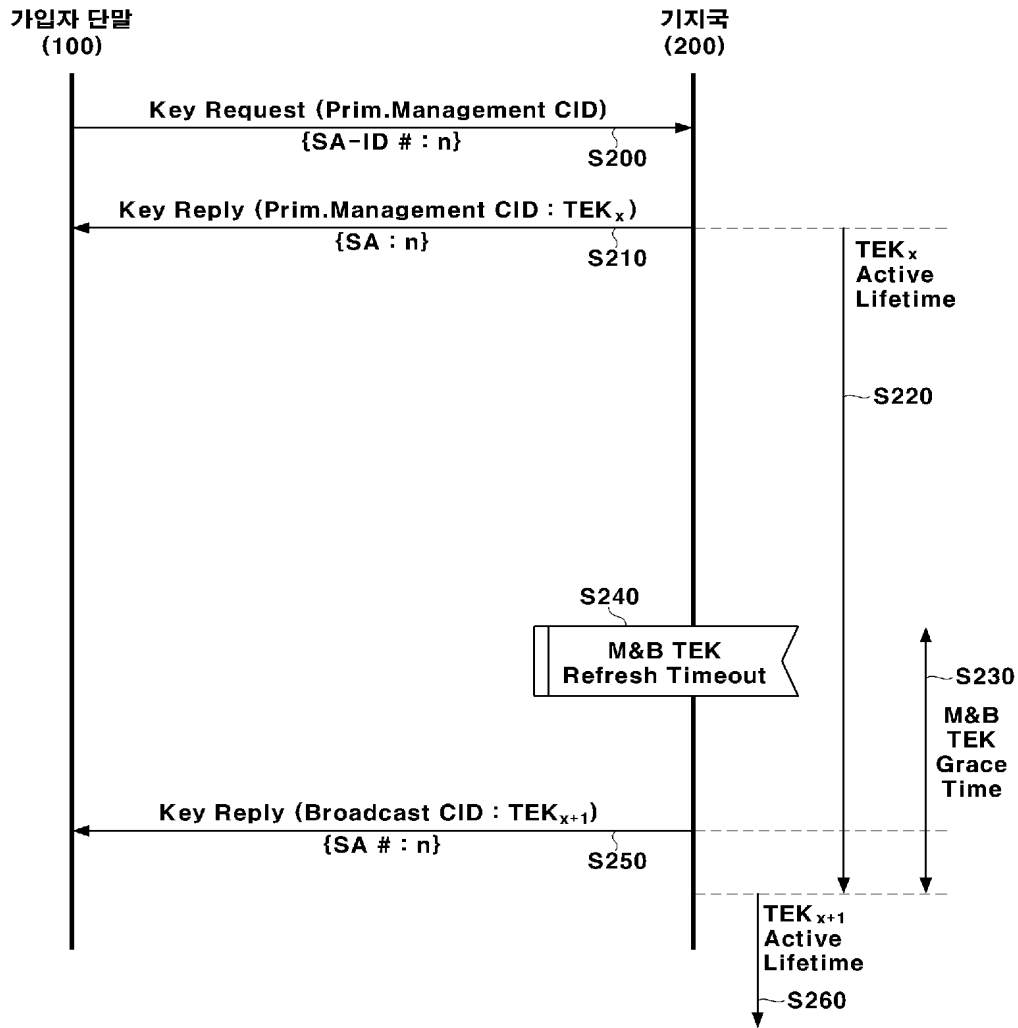 가입자 단말
(100)
기지국
(200)
Key Request (Prim.Management CID)
{SA-ID # : n}
S200
Key Reply (Prim.Management CID : TEKx)
{SA : n}
S210
TEKx
Active
Lifetime
S220
S240
M&B TEK
Refresh Timeout
S230
M&B
TEK
Grace
Time
Key Reply (Broadcast CID : TEKx+1)
{SA # : n}
S250
TEKx+1
Active
Lifetime
S260